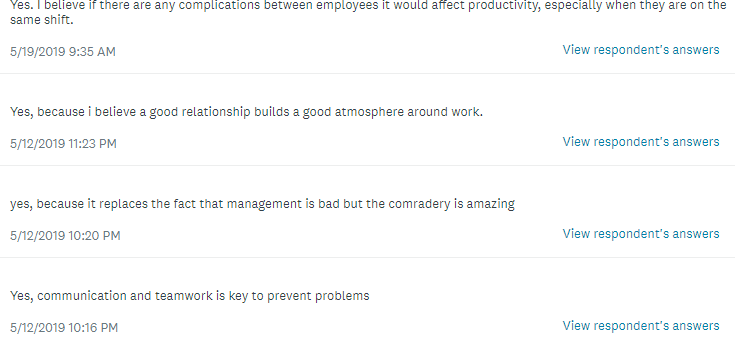 Yes. I believe if there are any complications between employees it would affect productivity, especially when they are on the
same shift.
5/19/2019 9:35 AM
View respondent's answers
Yes, because i believe a good relationship builds a good atmosphere around work.
5/12/2019 11:23 PM
View respondent's answers
yes, because it replaces the fact that management is bad but the comradery is amazing
5/12/2019 10:20 PM
View respondent's answers
Yes, communication and teamwork is key to prevent problems
5/12/2019 10:16 PM
View respondent's answers